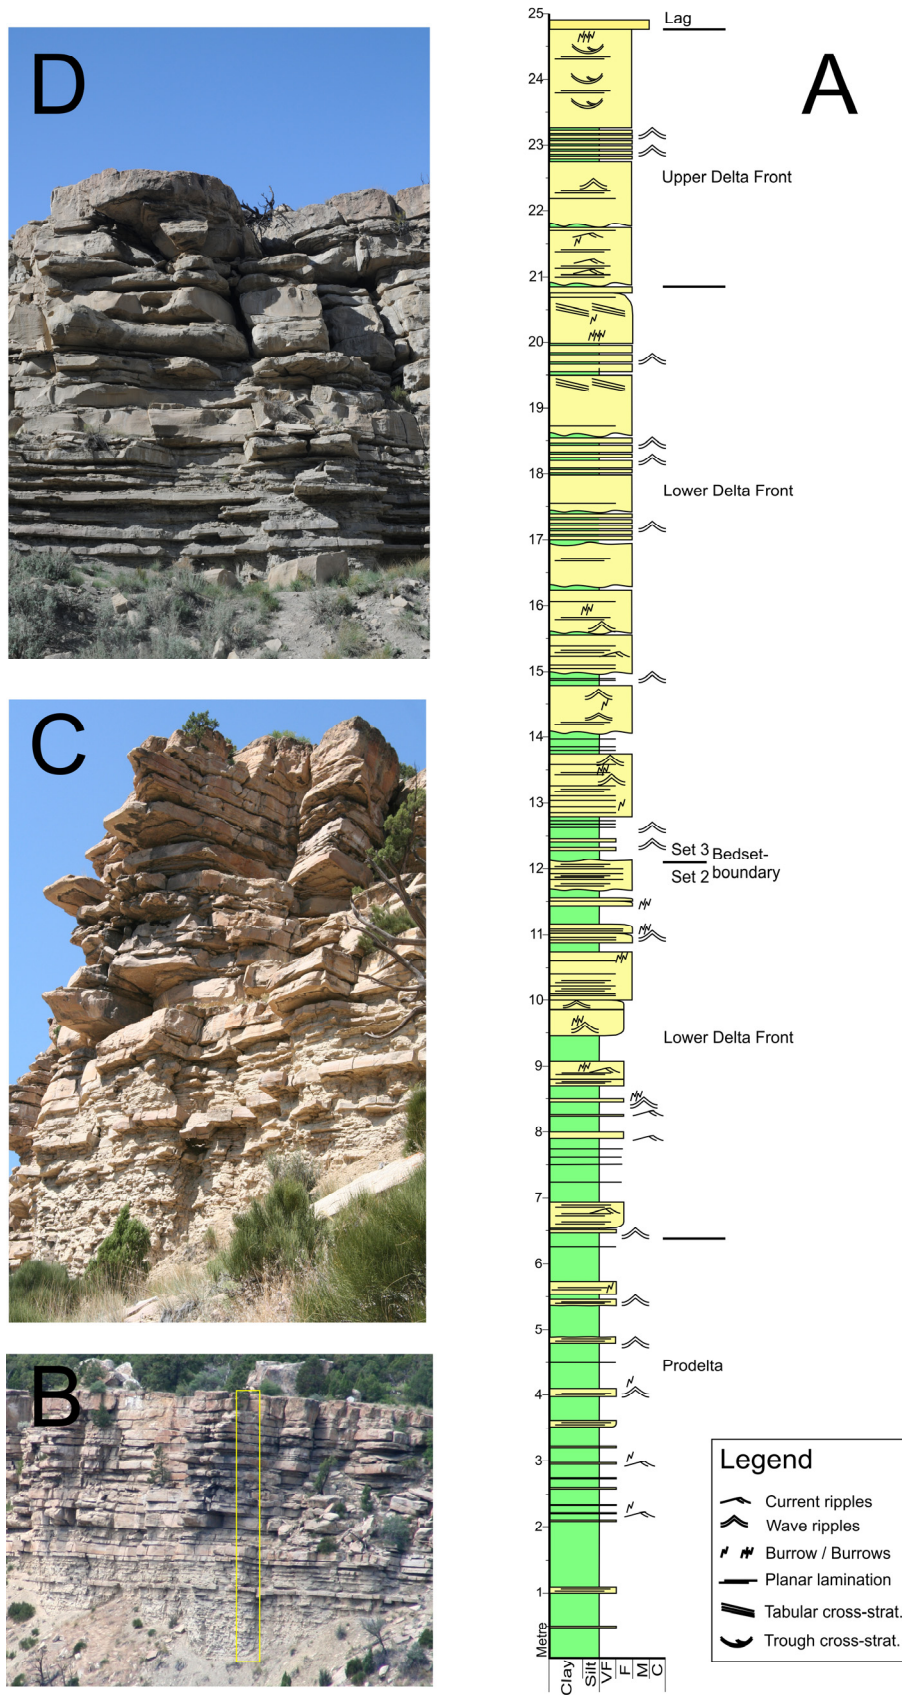 D
A
C
B
25
24
23
22
21
20
19
18
17
16
15
14
13
12
11
10
9
8
7
6
5
4
3
2
1
Metre
Lag
Upper Delta Front
Lower Delta Front
Set 3
Set 2
Bedset-
boundary
Lower Delta Front
Prodelta
Clay
Silt
VF
F
M
C
Legend
Current ripples
Wave ripples
Burrow / Burrows
Planar lamination
Tabular cross-strat.
Trough cross-strat.